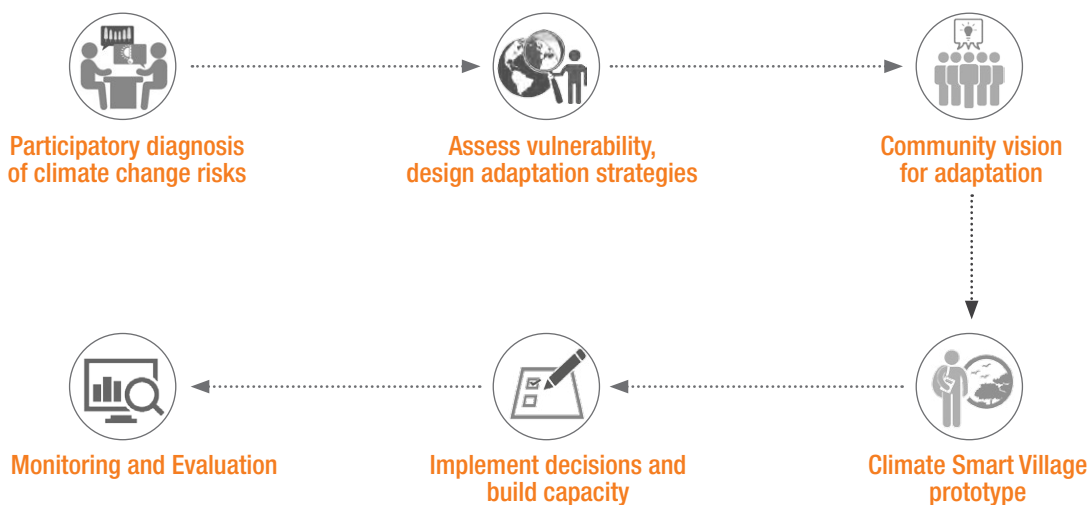 Participatory diagnosis
of climate change risks
Assess vulnerability,
design adaptation strategies
Community vision
for adaptation
Climate Smart Village
prototype
Implement decisions and
build capacity
Monitoring and Evaluation